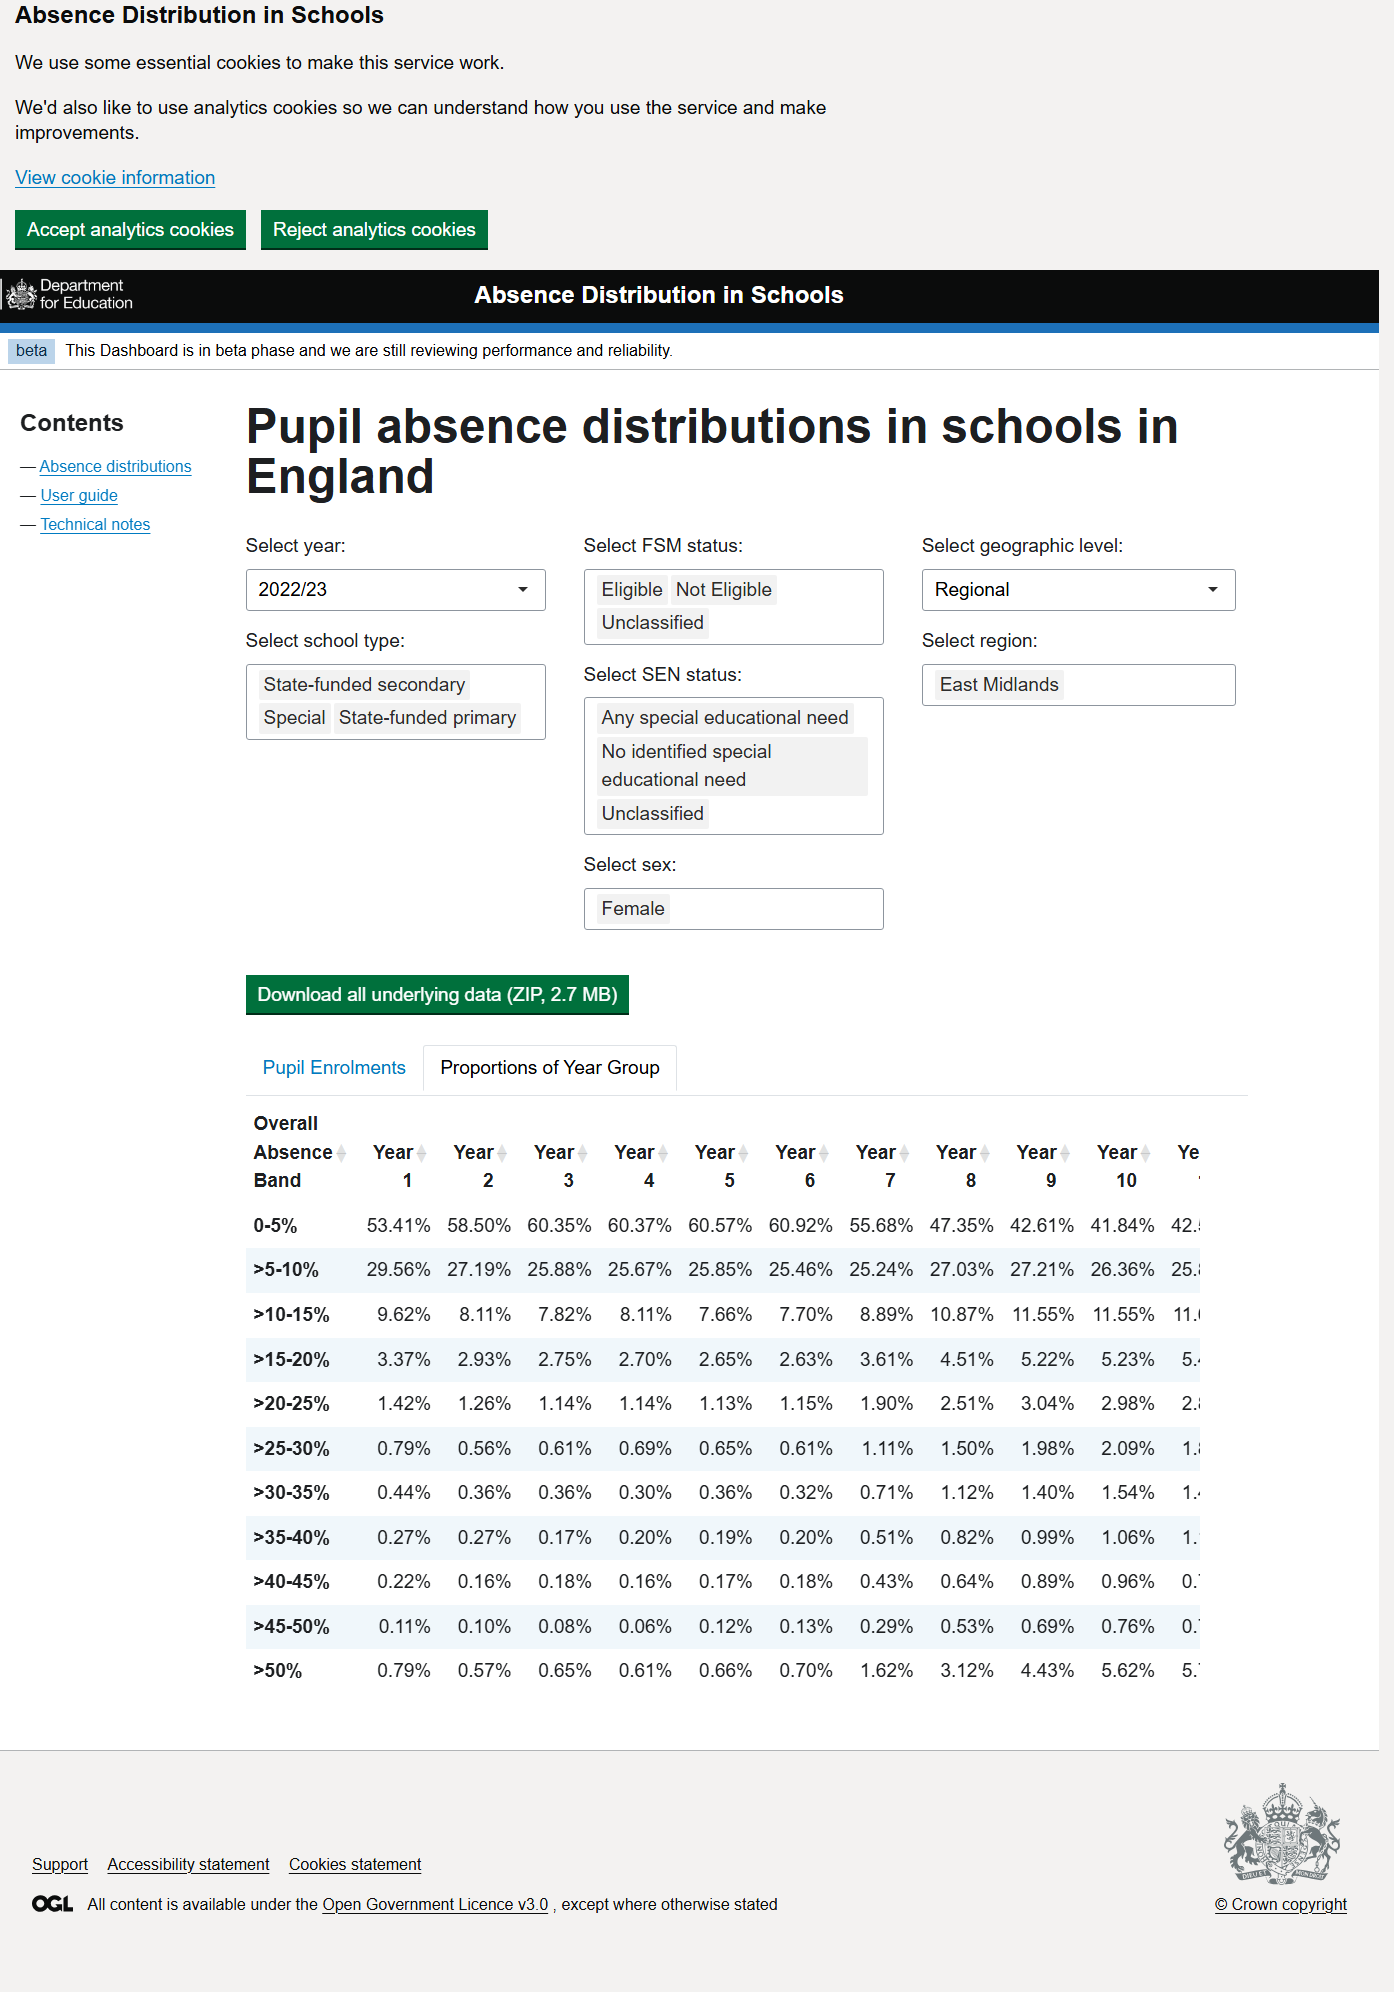 Absence Distribution in Schools
We use some essential cookies to make this service work.
We'd also like to use analytics cookies so we can understand how you use the service and make
improvements.
View cookie information
Accept analytics cookies Reject analytics cookies
Department
for Education
Absence Distribution in Schools
beta This Dashboard is in beta phase and we are still reviewing performance and reliability.
Contents
— Absence distributions
— User guide
— Technical notes
Pupil absence distributions in schools in
England
Select year:
2022/23
Select school type:
State-funded secondary
Special State-funded primary
Select FSM status:
Eligible Not Eligible
Unclassified
Select SEN status:
Any special educational need
No identified special
educational need
Unclassified
Select sex:
Female
Select geographic level:
Regional
Select region:
East Midlands
Download all underlying data (ZIP, 2.7 MB)
Pupil Enrolments Proportions of Year Group
Overall
Absence Year Year Year Year Year Year Year Year Year Year Ye
Band 1 2 3 4 5 6 7 8 9 10
0-5% 53.41% 58.50% 60.35% 60.37% 60.57% 60.92% 55.68% 47.35% 42.61% 41.84% 42.
>5-10% 29.56% 27.19% 25.88% 25.67% 25.85% 25.46% 25.24% 27.03% 27.21% 26.36% 25.
>10-15% 9.62% 8.11% 7.82% 8.11% 7.66% 7.70% 8.89% 10.87% 11.55% 11.55% 11.
>15-20% 3.37% 2.93% 2.75% 2.70% 2.65% 2.63% 3.61% 4.51% 5.22% 5.23% 5.
>20-25% 1.42% 1.26% 1.14% 1.14% 1.13% 1.15% 1.90% 2.51% 3.04% 2.98% 2.
>25-30% 0.79% 0.56% 0.61% 0.69% 0.65% 0.61% 1.11% 1.50% 1.98% 2.09% 1.
>30-35% 0.44% 0.36% 0.36% 0.30% 0.36% 0.32% 0.71% 1.12% 1.40% 1.54% 1.
>35-40% 0.27% 0.27% 0.17% 0.20% 0.19% 0.20% 0.51% 0.82% 0.99% 1.06% 1.
>40-45% 0.22% 0.16% 0.18% 0.16% 0.17% 0.18% 0.43% 0.64% 0.89% 0.96% 0.
>45-50% 0.11% 0.10% 0.08% 0.06% 0.12% 0.13% 0.29% 0.53% 0.69% 0.76% 0.
>50% 0.79% 0.57% 0.65% 0.61% 0.66% 0.70% 1.62% 3.12% 4.43% 5.62% 5.
Support Accessibility statement Cookies statement
OGL All content is available under the Open Government Licence v3.0 , except where otherwise stated
© Crown copyright